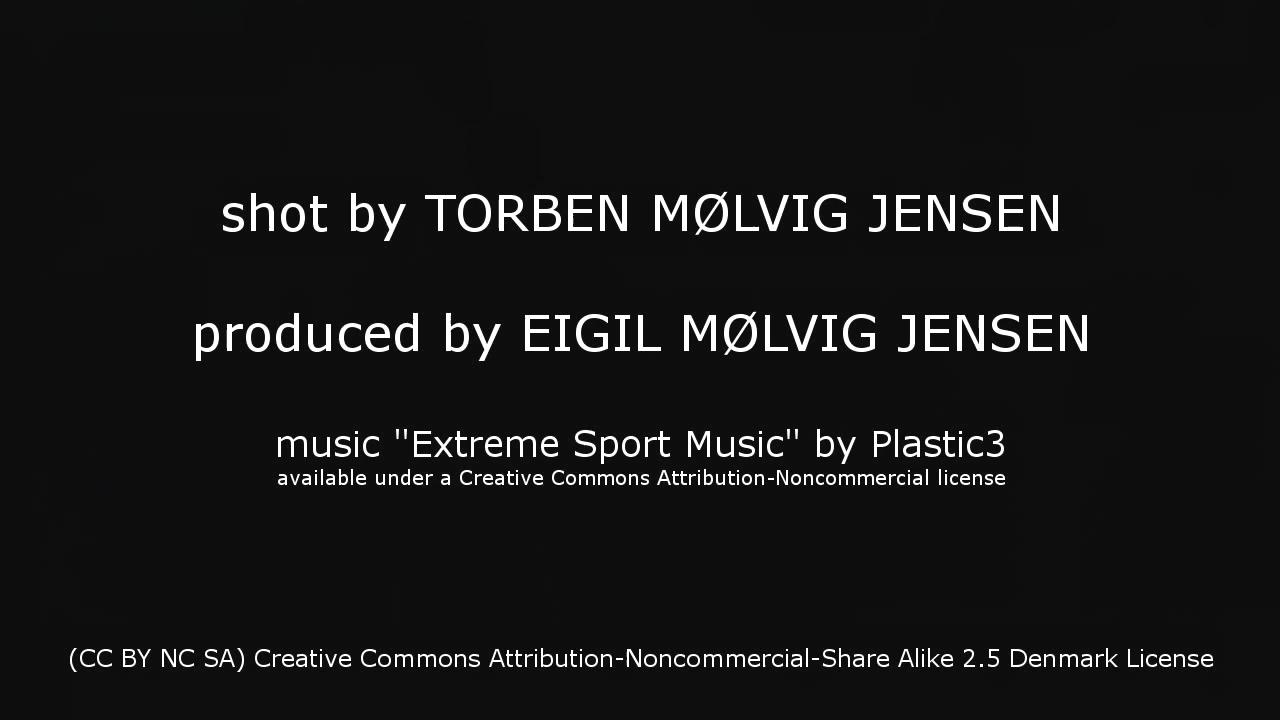 shot by TORBEN MØLVIG JENSEN
produced by EIGIL MØLVIG JENSEN
music "Extreme Sport Music" by Plastic3
available under a Creative Commons Attribution-Noncommercial license
(CC BY NC SA) Creative Commons Attribution-Noncommercial-Share Alike 2.5 Denmark License